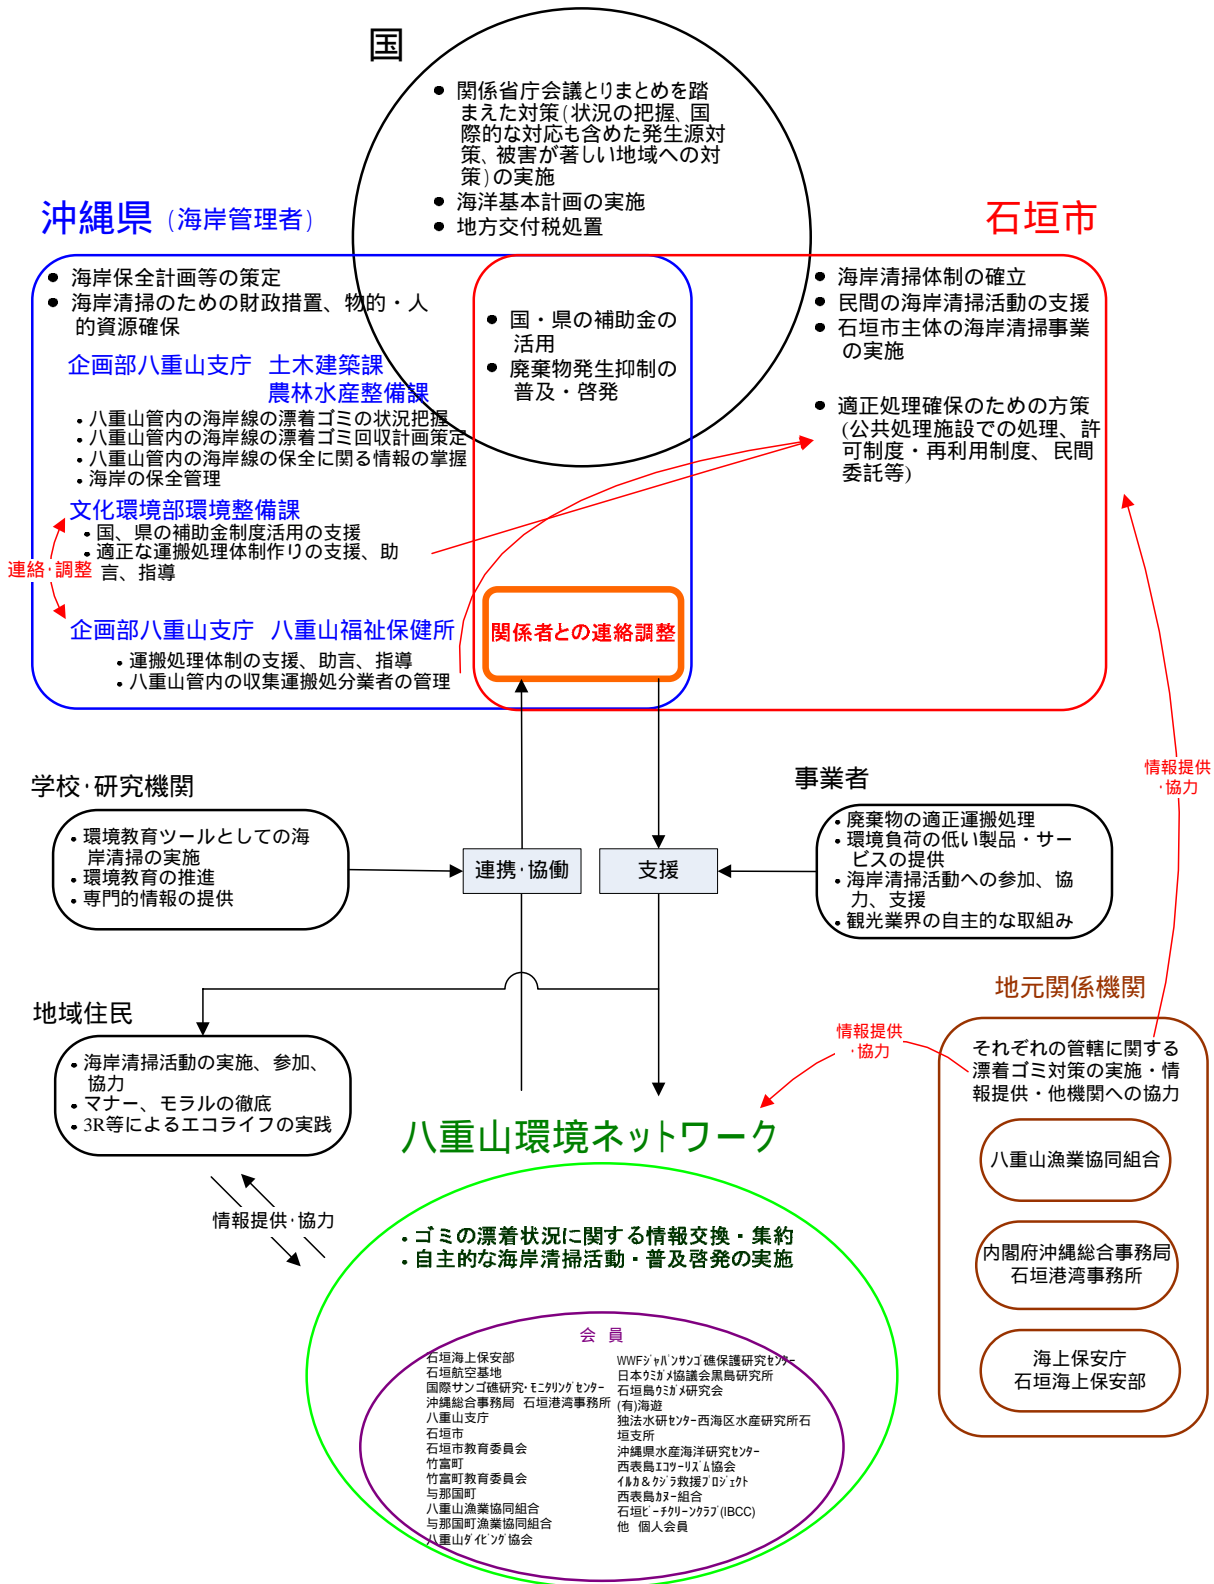 国
● 関係省庁会議とりまとめを踏
まえた対策(状況の把握、国
際的な対応も含めた発生源対
策、被害が著しい地域への対
策)の実施
● 海洋基本計画の実施
● 地方交付税処置
沖縄県 (海岸管理者)
● 海岸保全計画等の策定
● 海岸清掃のための財政措置、物的・人
的資源確保
企画部八重山支庁 土木建築課
農林水産整備課
・八重山管内の海岸線の漂着ゴミの状況把握
・八重山管内の海岸線の漂着ゴミ回収計画策定
・八重山管内の海岸線の保全に関る情報の掌握
・海岸の保全管理
文化環境部環境整備課
・国、県の補助金制度活用の支援
・適正な運搬処理体制作りの支援、助
言、指導
連絡・調整
企画部八重山支庁 八重山福祉保健所
・運搬処理体制の支援、助言、指導
・八重山管内の収集運搬処分業者の管理
● 国・県の補助金の
活用
● 廃棄物発生抑制の
普及・啓発
関係者との連絡調整
石垣市
● 海岸清掃体制の確立
● 民間の海岸清掃活動の支援
● 石垣市主体の海岸清掃事業
の実施
● 適正処理確保のための方策
(公共処理施設での処理、許
可制度・再利用制度、民間
委託等)
学校・研究機関
・環境教育ツールとしての海
岸清掃の実施
・環境教育の推進
・専門的情報の提供
連携・協働
支援
事業者
・廃棄物の適正運搬処理
・環境負荷の低い製品・サー
ビスの提供
・海岸清掃活動への参加、協
力、支援
・観光業界の自主的な取組み
情報提供
・協力
地域住民
・海岸清掃活動の実施、参加、
協力
・マナー、モラルの徹底
・3R等によるエコライフの実践
情報提供・協力
情報提供
・協力
地元関係機関
それぞれの管轄に関する
漂着ゴミ対策の実施・情
報提供・他機関への協力
八重山漁業協同組合
内閣府沖縄総合事務局
石垣港湾事務所
海上保安庁
石垣海上保安部
八重山環境ネットワーク
・ゴミの漂着状況に関する情報交換・集約
・自主的な海岸清掃活動・普及啓発の実施
会 員
石垣海上保安部
石垣航空基地
国際サンゴ礁研究・ﾓﾆﾀﾘﾝｸﾞｾﾝﾀｰ
沖縄総合事務局 石垣港湾事務所
八重山支庁
石垣市
石垣市教育委員会
竹富町
竹富町教育委員会
与那国町
八重山漁業協同組合
与那国町漁業協同組合
八重山ﾀﾞｲﾋﾞﾝｸﾞ協会
WWFｼﾞｬﾊﾟﾝｻﾝｺﾞ礁保護研究ｾﾝﾀｰ
日本ｳﾐｶﾞﾒ協議会黒島研究所
石垣島ｳﾐｶﾞﾒ研究会
(有)海遊
独法水研ｾﾝﾀｰ西海区水産研究所石
垣支所
沖縄県水産海洋研究ｾﾝﾀｰ
西表島ｴｺﾂｰﾘｽﾞﾑ協会
ｲﾙｶ＆ｸｼﾞﾗ救援ﾌﾟﾛｼﾞｪｸﾄ
西表島ｶﾇｰ組合
石垣ﾋﾞｰﾁｸﾘｰﾝｸﾗﾌﾞ(IBCC)
他 個人会員